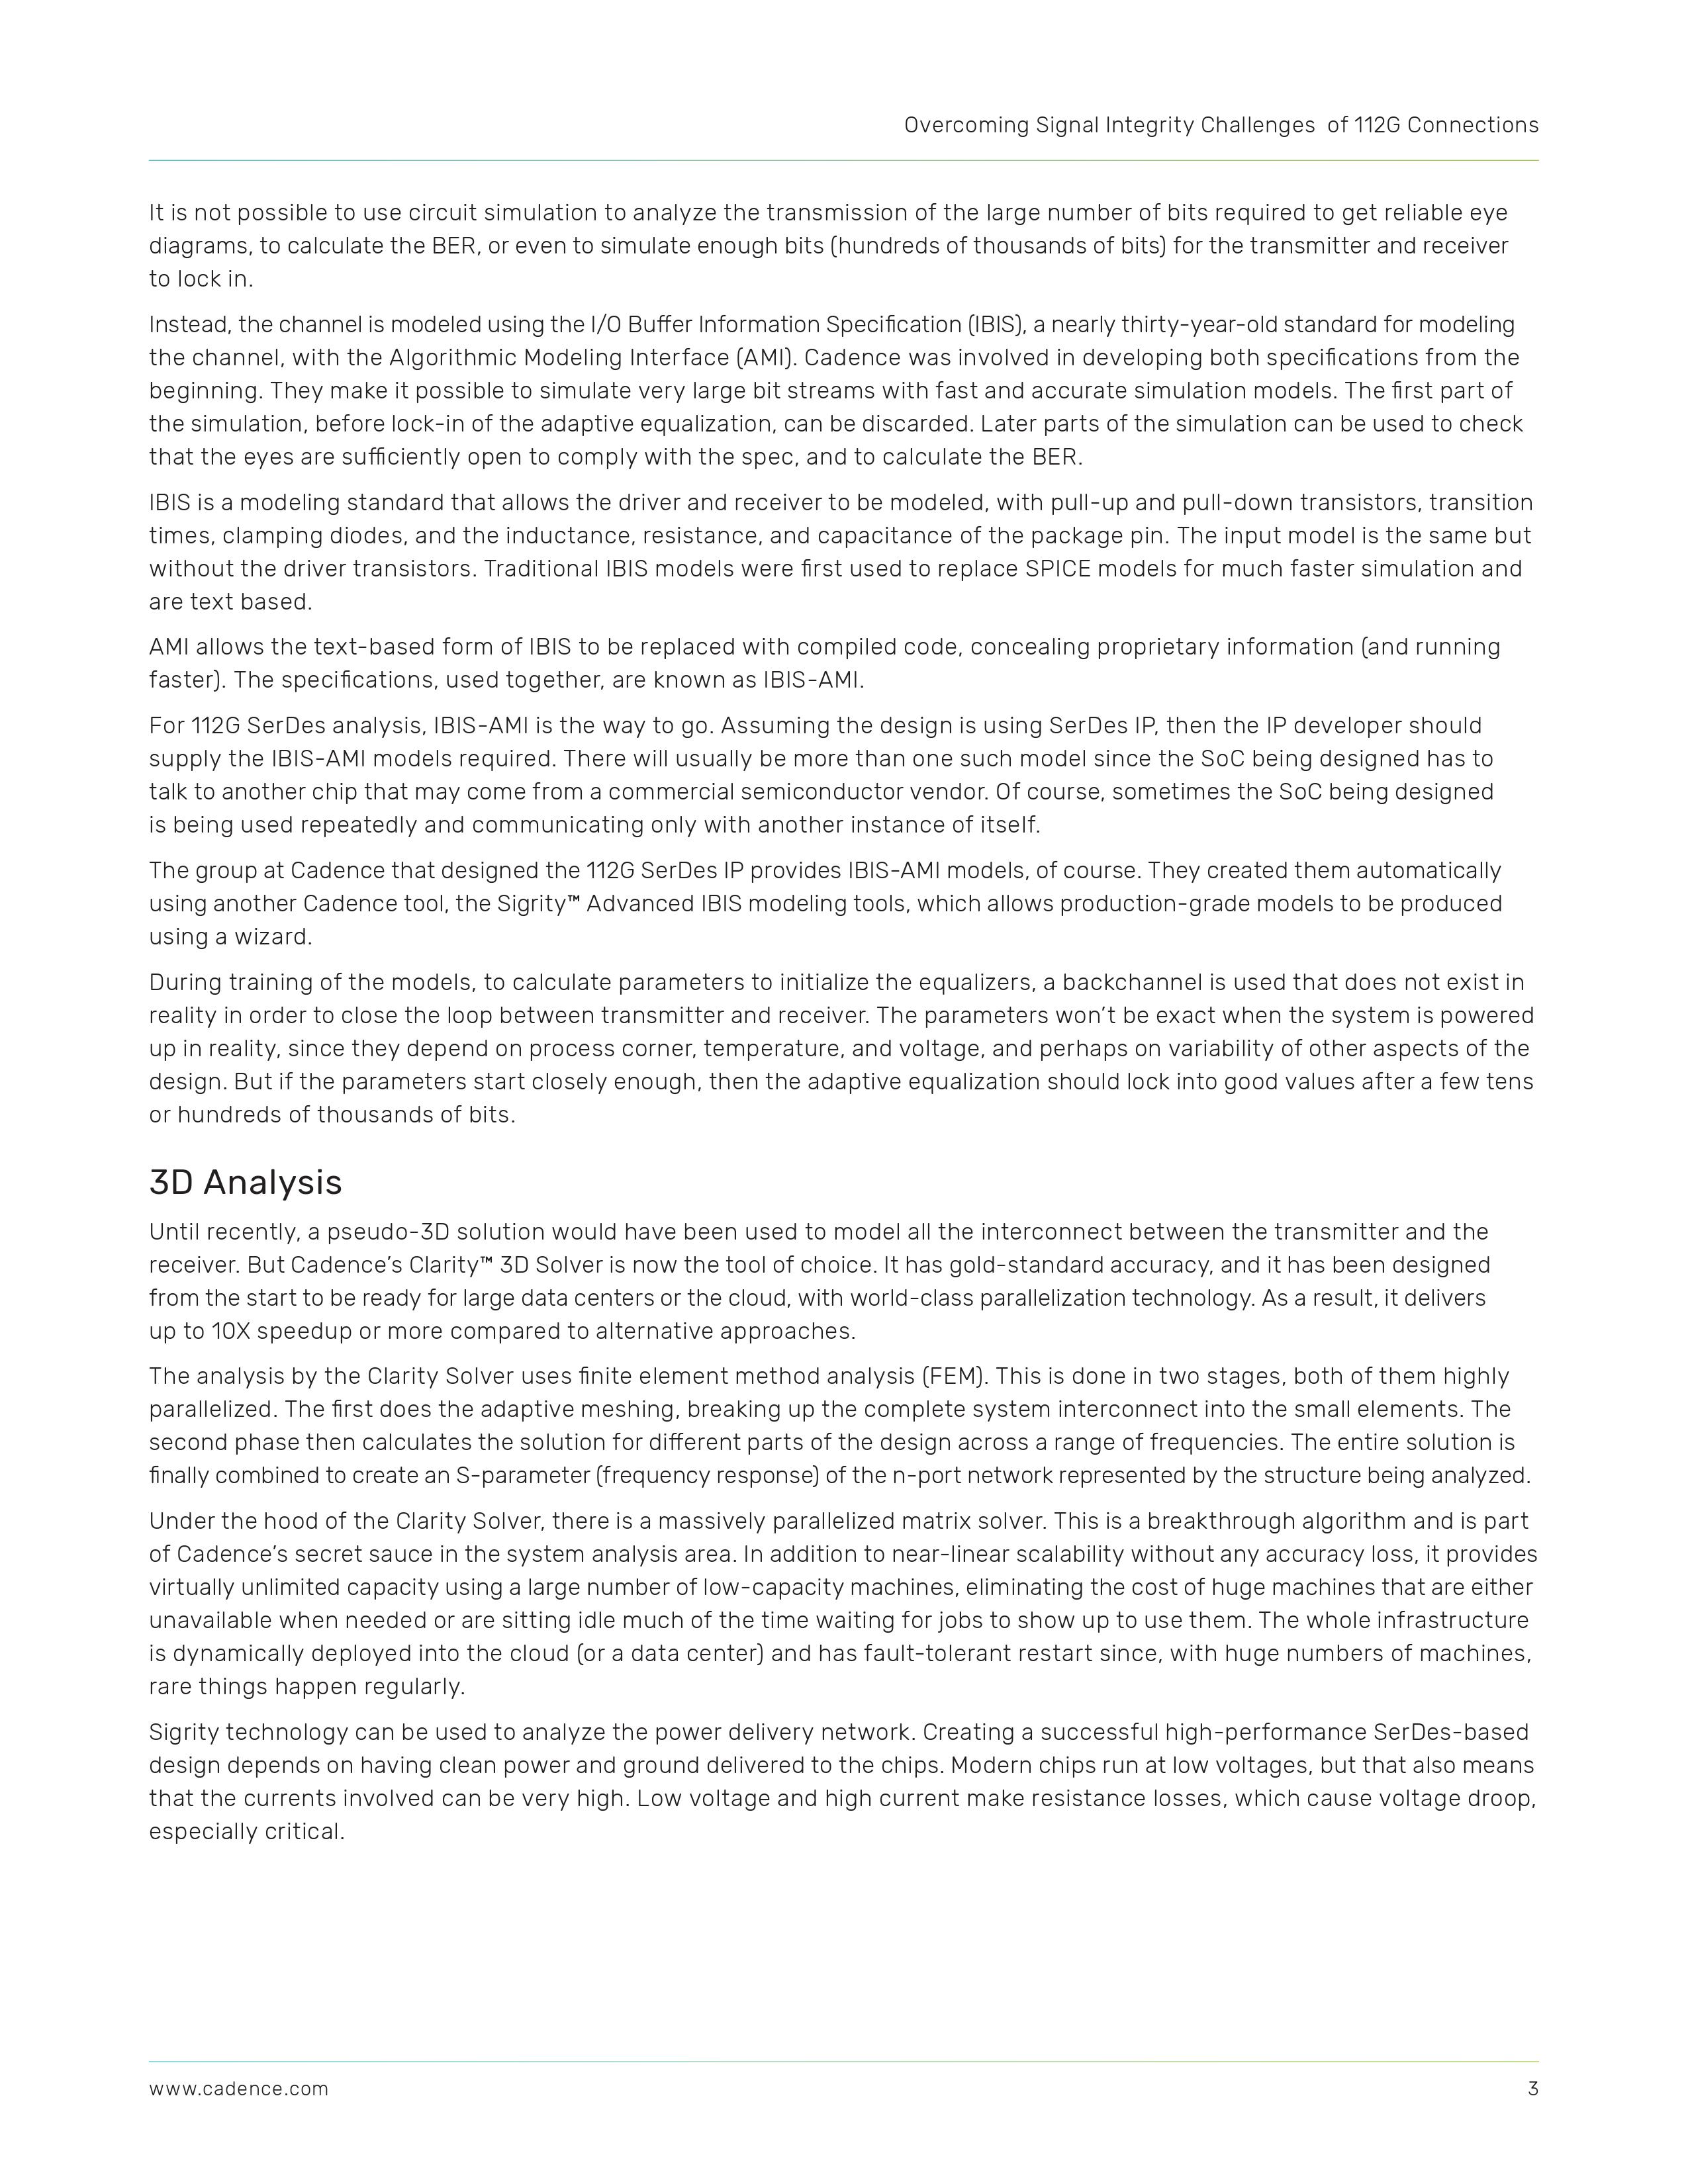 Overcoming Signal Integrity Challenges of 112G Connections
It is not possible to use circuit simulation to analyze the transmission of the large number of bits required to get reliable eye
diagrams, to calculate the BER, or even to simulate enough bits (hundreds of thousands of bits) for the transmitter and receiver
to lock in.
Instead, the channel is modeled using the I/O Buffer Information Specification (IBIS), a nearly thirty-year-old standard for modeling
the channel, with the Algorithmic Modeling Interface (AMI). Cadence was involved in developing both specifications from the
beginning. They make it possible to simulate very large bit streams with fast and accurate simulation models. The first part of
the simulation, before lock-in of the adaptive equalization, can be discarded. Later parts of the simulation can be used to check
that the eyes are sufficiently open to comply with the spec, and to calculate the BER.
IBIS is a modeling standard that allows the driver and receiver to be modeled, with pull-up and pull-down transistors, transition
times, clamping diodes, and the inductance, resistance, and capacitance of the package pin. The input model is the same but
without the driver transistors. Traditional IBIS models were first used to replace SPICE models for much faster simulation and
are text based.
AMI allows the text-based form of IBIS to be replaced with compiled code, concealing proprietary information (and running
faster). The specifications, used together, are known as IBIS-AMI.
For 112G SerDes analysis, IBIS-AMI is the way to go. Assuming the design is using SerDes IP, then the IP developer should
supply the IBIS-AMI models required. There will usually be more than one such model since the SoC being designed has to
talk to another chip that may come from a commercial semiconductor vendor. Of course, sometimes the SoC being designed
is being used repeatedly and communicating only with another instance of itself.
The group at Cadence that designed the 112G SerDes IP provides IBIS-AMI models, of course. They created them automatically
using another Cadence tool, the Sigrity™ Advanced IBIS modeling tools, which allows production-grade models to be produced
using a wizard.
During training of the models, to calculate parameters to initialize the equalizers, a backchannel is used that does not exist in
reality in order to close the loop between transmitter and receiver. The parameters won't be exact when the system is powered
up in reality, since they depend on process corner, temperature, and voltage, and perhaps on variability of other aspects of the
design. But if the parameters start closely enough, then the adaptive equalization should lock into good values after a few tens
or hundreds of thousands of bits.
3D Analysis
Until recently, a pseudo-3D solution would have been used to model all the interconnect between the transmitter and the
receiver. But Cadence's Clarity™ 3D Solver is now the tool of choice. It has gold-standard accuracy, and it has been designed
from the start to be ready for large data centers or the cloud, with world-class parallelization technology. As a result, it delivers
up to 10X speedup or more compared to alternative approaches.
The analysis by the Clarity Solver uses finite element method analysis (FEM). This is done in two stages, both of them highly
parallelized. The first does the adaptive meshing, breaking up the complete system interconnect into the small elements. The
second phase then calculates the solution for different parts of the design across a range of frequencies. The entire solution is
finally combined to create an S-parameter (frequency response) of the n-port network represented by the structure being analyzed.
Under the hood of the Clarity Solver, there is a massively parallelized matrix solver. This is a breakthrough algorithm and is part
of Cadence's secret sauce in the system analysis area. In addition to near-linear scalability without any accuracy loss, it provides
virtually unlimited capacity using a large number of low-capacity machines, eliminating the cost of huge machines that are either
unavailable when needed or are sitting idle much of the time waiting for jobs to show up to use them. The whole infrastructure
is dynamically deployed into the cloud (or a data center) and has fault-tolerant restart since, with huge numbers of machines,
rare things happen regularly.
Sigrity technology can be used to analyze the power delivery network. Creating a successful high-performance SerDes-based
design depends on having clean power and ground delivered to the chips. Modern chips run at low voltages, but that also means
that the currents involved can be very high. Low voltage and high current make resistance losses, which cause voltage droop,
especially critical.
www.cadence.com
3